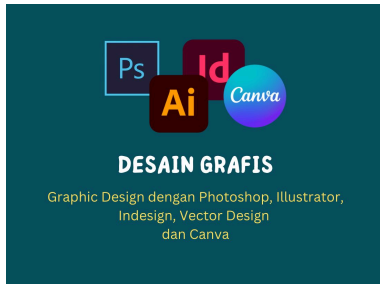 Ps
Id
Ai
Canva
DESAIN GRAFIS
Graphic Design dengan Photoshop, Illustrator,
Indesign, Vector Design
dan Canva